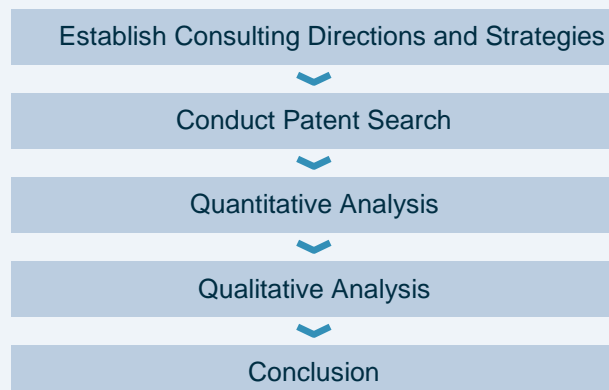 Establish Consulting Directions and Strategies
Conduct Patent Search
Quantitative Analysis
Qualitative Analysis
Conclusion